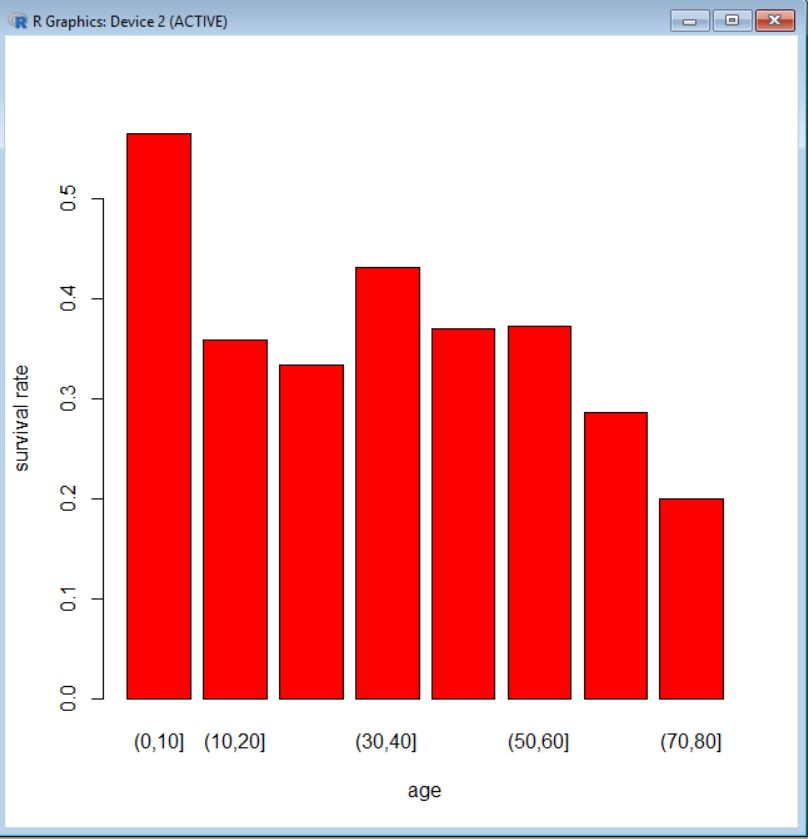 R Graphics: Device 2 (ACTIVE)
survival rate
0.5
0.4
0.3
0.2
0.1
0.0
(0,10] (10,20] (30,40] (50,60] (70,80]
age